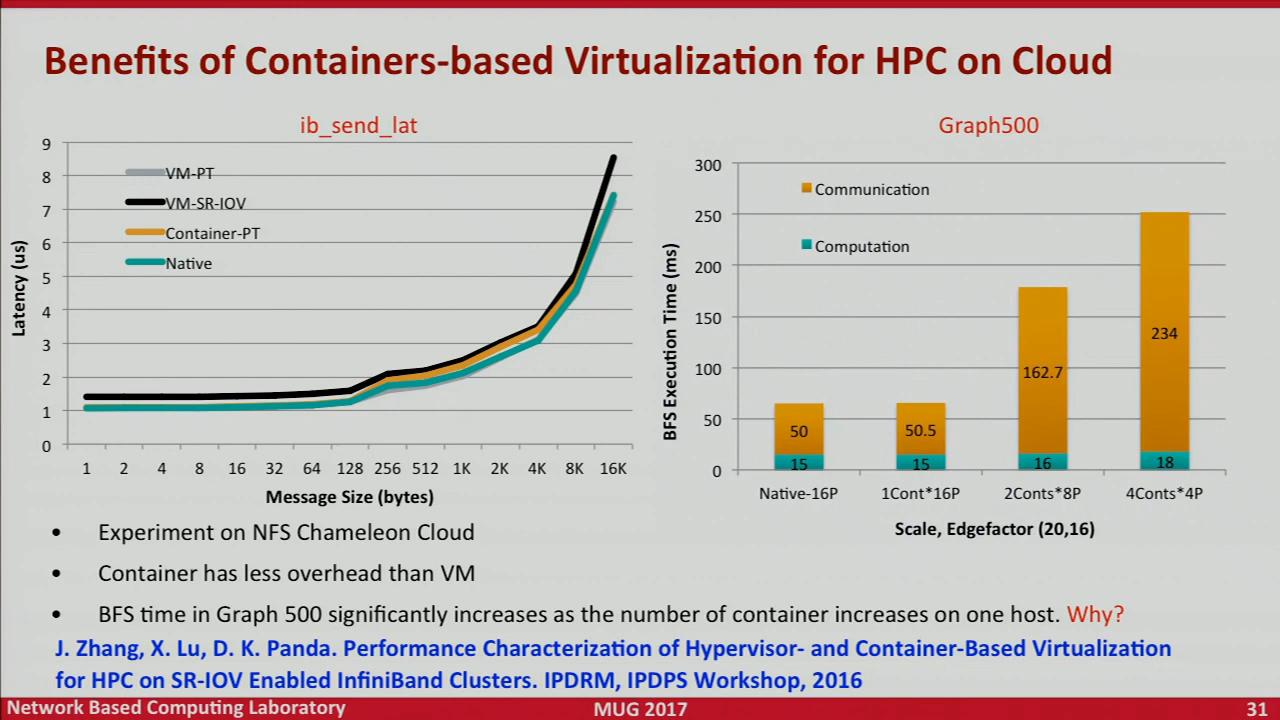 Benefits of Containers-based Virtualization for HPC on Cloud
ib_send_lat
9
8
7
6
5
4
3
2
1
0
Latency (us)
VM-PT
VM-SR-IOV
Container-PT
Native
1 2 4 8 16 32 64 128 256 512 1K 2K 4K 8K 16K
Message Size (bytes)
Graph500
300
250
200
150
100
50
0
BFS Execution Time (ms)
Communication
Computation
50 50.5 162.7 234
15 15 16 18
Native-16P 1Cont*16P 2Conts*8P 4Conts*4P
Scale, Edgefactor (20,16)
• Experiment on NFS Chameleon Cloud
• Container has less overhead than VM
• BFS time in Graph 500 significantly increases as the number of container increases on one host. Why?
J. Zhang, X. Lu, D. K. Panda. Performance Characterization of Hypervisor- and Container-Based Virtualization
for HPC on SR-IOV Enabled InfiniBand Clusters. IPDRM, IPDPS Workshop, 2016
Network Based Computing Laboratory MUG 2017 31